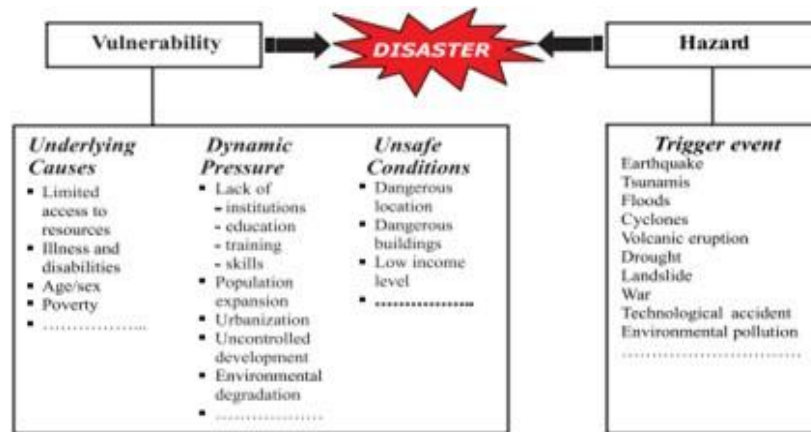 Vulnerability
DISASTER
Hazard
Underlying
Causes
▪ Limited
access to
resources
▪ Illness and
disabilities
▪ Age/sex
▪ Poverty
▪ ....................
Dynamic
Pressure
▪ Lack of
- institutions
- education
- training
- skills
▪ Population
expansion
▪ Urbanization
▪ Uncontrolled
development
▪ Environmental
degradation
▪ ....................
Unsafe
Conditions
▪ Dangerous
location
▪ Dangerous
buildings
▪ Low income
level
▪ ....................
Trigger event
Earthquake
Tsunamis
Floods
Cyclones
Volcanic eruption
Drought
Landslide
War
Technological accident
Environmental pollution
..............................